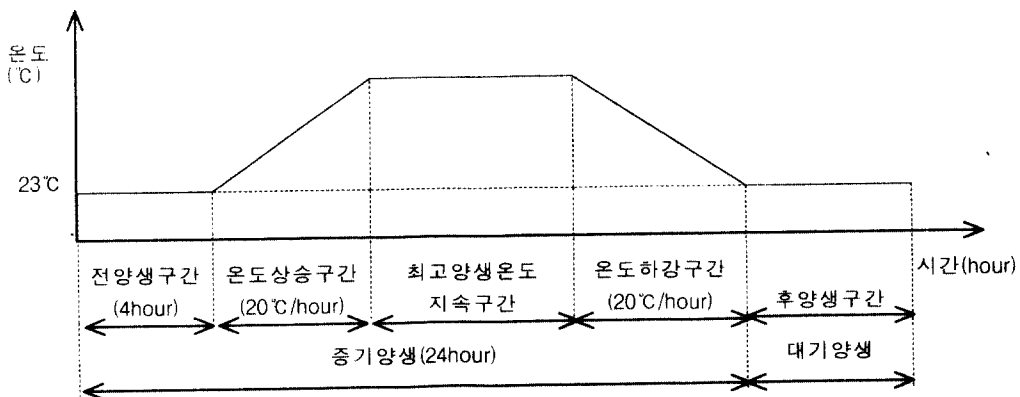 온도
(℃)
23℃
시간(hour)
전양생구간
(4hour)
온도상승구간
(20℃/hour)
최고양생온도
지속구간
온도하강구간
(20℃/hour)
후양생구간
증기양생(24hour)
대기양생